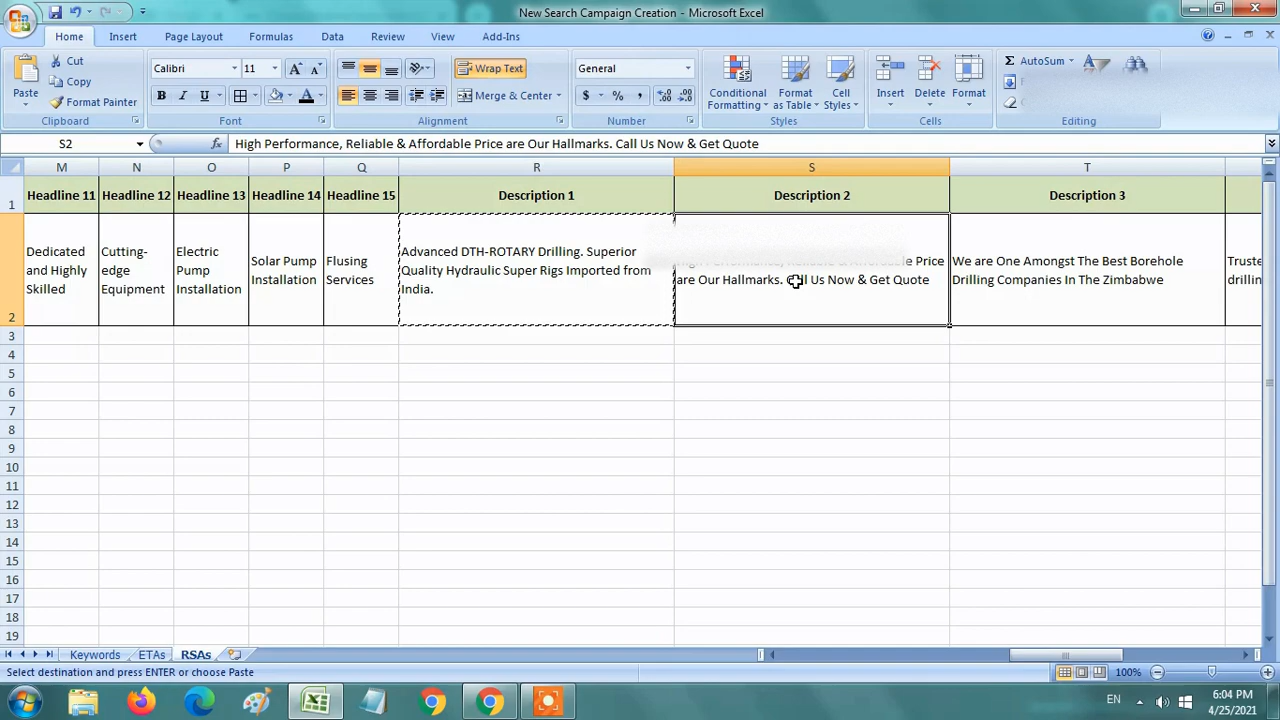 New Search Campaign Creation - Microsoft Excel
Home Insert Page Layout Formulas Data Review View Add-Ins
Paste
Cut
Copy
Format Painter
Clipboard
Calibri 11
B I U
Font
Wrap Text
Merge & Center
Alignment
General
$ % ,
Number
Conditional Formatting
Format as Table
Cell Styles
Styles
Insert Delete Format
Cells
Σ AutoSum
Editing
S2 fx High Performance, Reliable & Affordable Price are Our Hallmarks. Call Us Now & Get Quote
M N O P Q R S T
1 Headline 11 Headline 12 Headline 13 Headline 14 Headline 15 Description 1 Description 2 Description 3
2
Dedicated
and Highly
Skilled
Cutting-
edge
Equipment
Electric
Pump
Installation
Solar Pump
Installation
Flusing
Services
Advanced DTH-ROTARY Drilling. Superior
Quality Hydraulic Super Rigs Imported from
India.
Price
are Our Hallmarks. Call Us Now & Get Quote
We are One Amongst The Best Borehole
Drilling Companies In The Zimbabwe
Truste
drillin
3
4
5
6
7
8
9
10
11
12
13
14
15
16
17
18
19
Keywords ETAs RSAs
Select destination and press ENTER or choose Paste 100%
EN 6:04 PM
4/25/2021